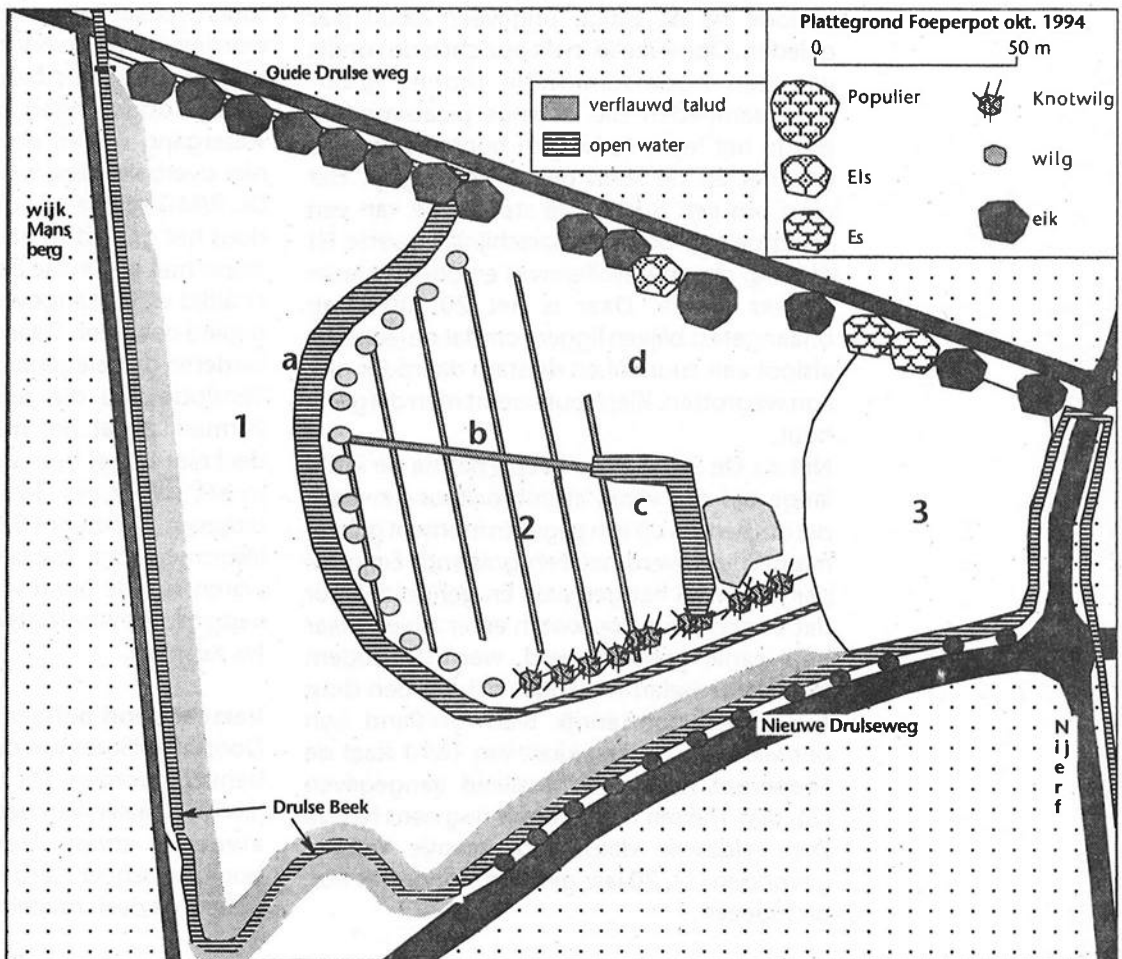 Plattegrond Foeperpot okt. 1994
0 50 m
Oude Drulse weg
verflauwd talud
open water
Populier
Knotwilg
Els
wilg
Es
eik
wijk
Mans
berg
a
d
1
b
c
2
3
Nieuwe Drulseweg
Nijerf
Drulse Beek